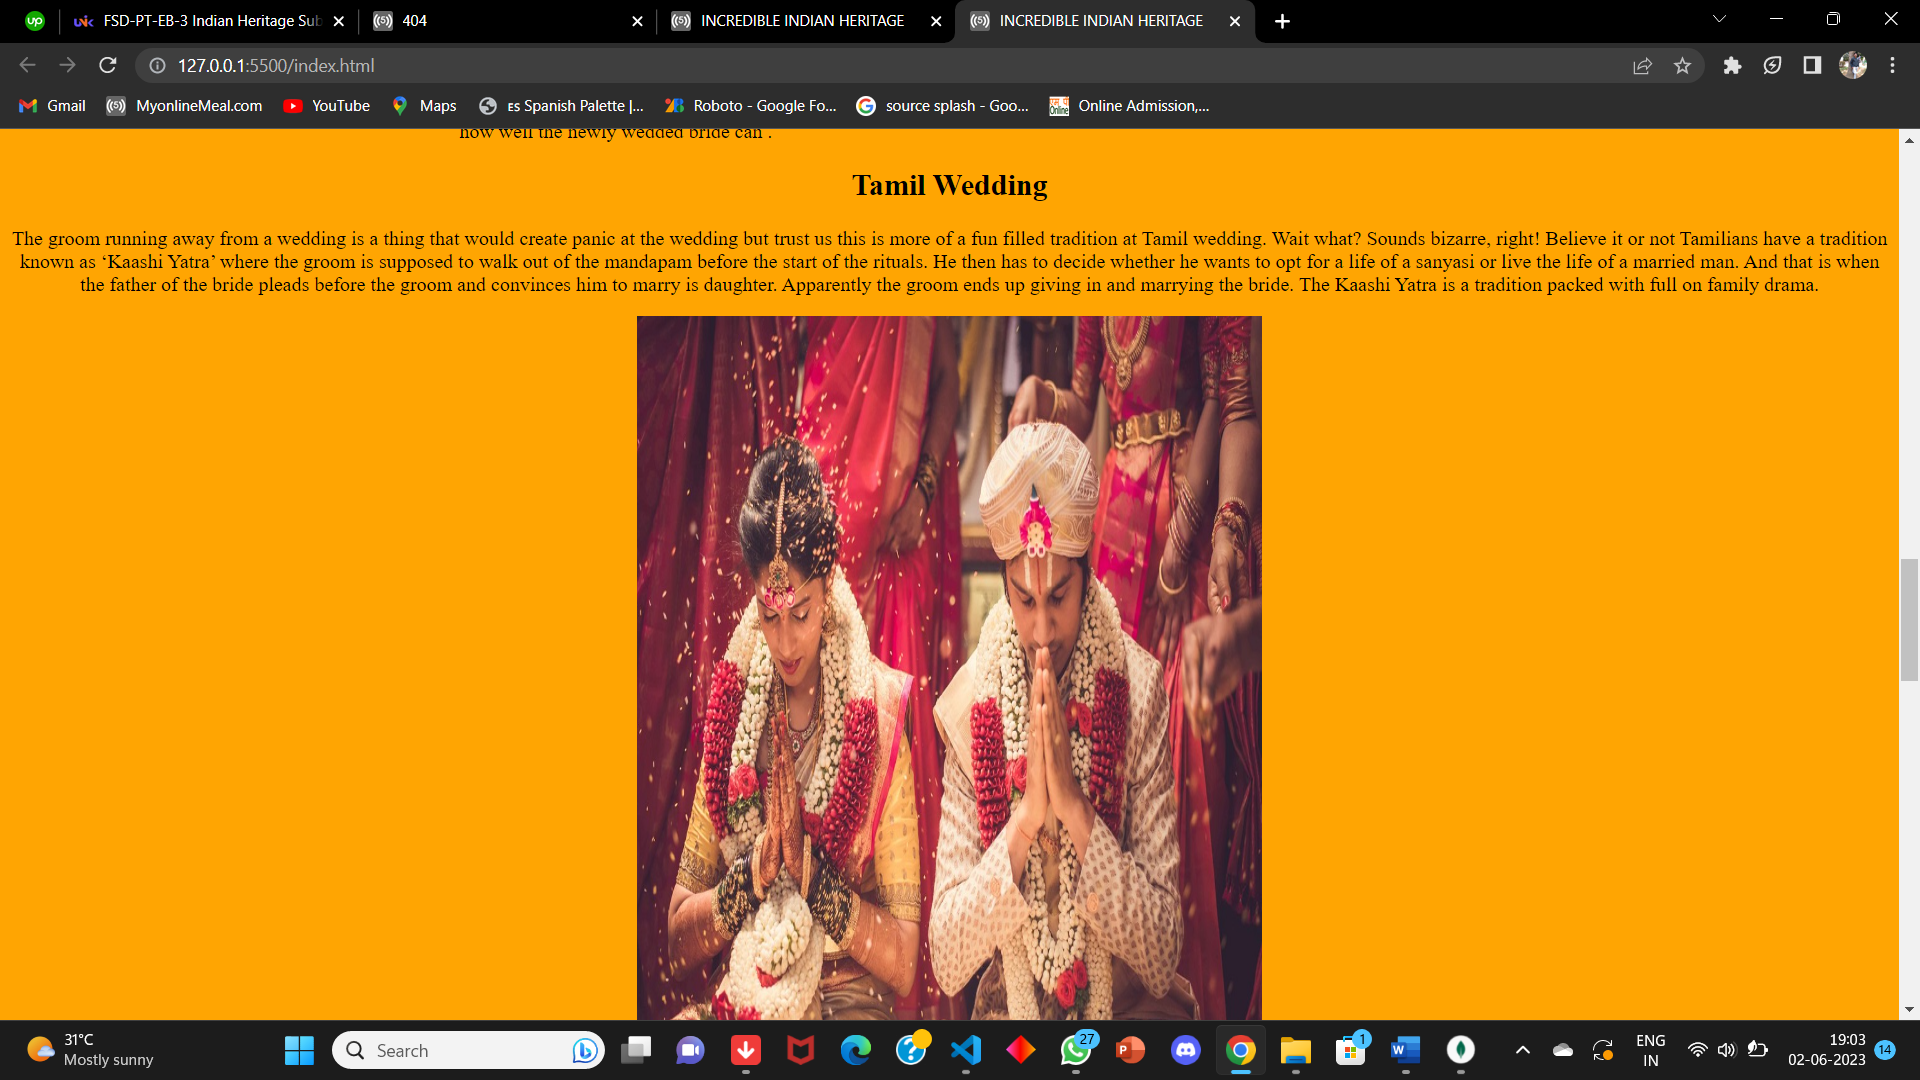 FSD-PT-EB-3 Indian Heritage Sub
404
INCREDIBLE INDIAN HERITAGE
INCREDIBLE INDIAN HERITAGE
127.0.0.1:5500/index.html
Gmail
MyonlineMeal.com
YouTube
Maps
ES Spanish Palette |...
Roboto - Google Fo...
source splash - Goo...
Online Admission,...
how well the newly wedded bride can .
Tamil Wedding
The groom running away from a wedding is a thing that would create panic at the wedding but trust us this is more of a fun filled tradition at Tamil wedding. Wait what? Sounds bizarre, right! Believe it or not Tamilians have a tradition
known as ‘Kaashi Yatra’ where the groom is supposed to walk out of the mandapam before the start of the rituals. He then has to decide whether he wants to opt for a life of a sanyasi or live the life of a married man. And that is when
the father of the bride pleads before the groom and convinces him to marry is daughter. Apparently the groom ends up giving in and marrying the bride. The Kaashi Yatra is a tradition packed with full on family drama.
31°C
Mostly sunny
Search
27
1
ENG
IN
19:03
02-06-2023
14